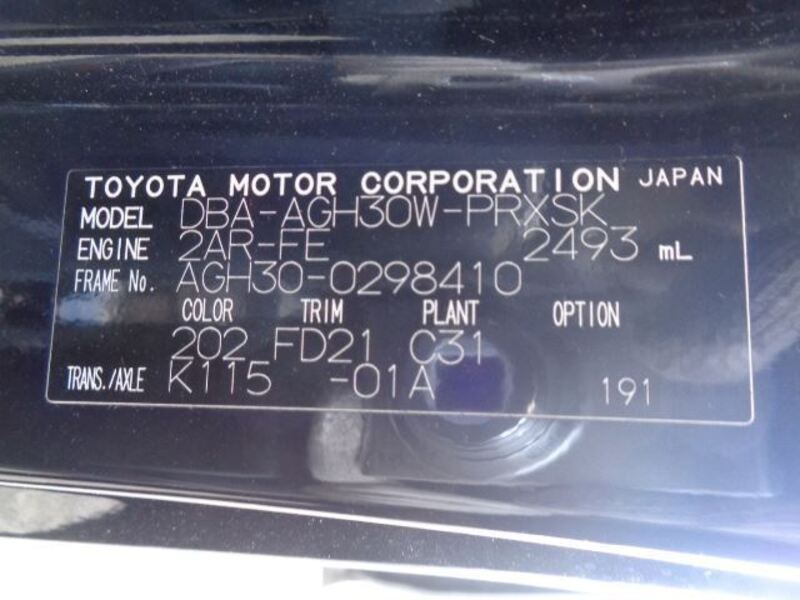 TOYOTA MOTOR CORPORATION JAPAN
MODEL DBA-AGH30W-PRXSK
ENGINE 2AR-FE 2493 mL
FRAME No. AGH30-0298410
COLOR TRIM PLANT OPTION
202 FD21 C31
TRANS./AXLE K115 -01A 191